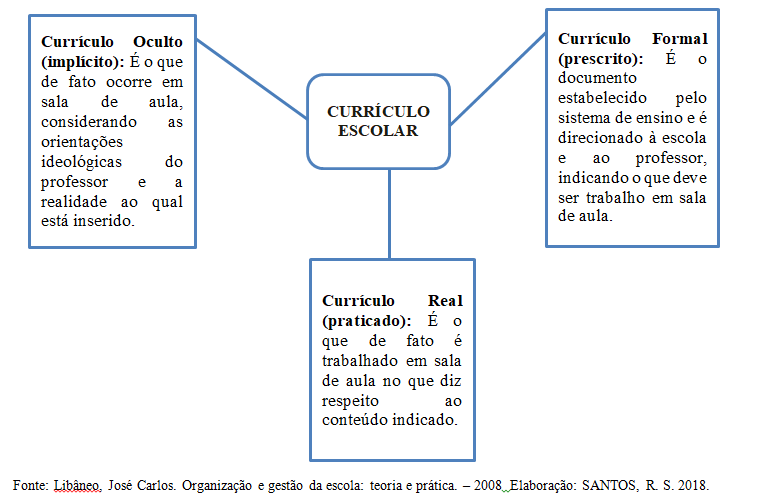 Currículo Oculto
(implícito): É o que
de fato ocorre em
sala de aula,
considerando as
orientações
ideológicas do
professor e a
realidade ao qual
está inserido.
CURRÍCULO
ESCOLAR
Currículo Formal
(prescrito): É o
documento
estabelecido pelo
sistema de ensino e é
direcionado à escola
e ao professor,
indicando o que deve
ser trabalho em sala
de aula.
Currículo Real
(praticado): É o
que de fato é
trabalhado em sala
de aula no que diz
respeito ao
conteúdo indicado.
Fonte: Libâneo, José Carlos. Organização e gestão da escola: teoria e prática. – 2008. Elaboração: SANTOS, R. S. 2018.